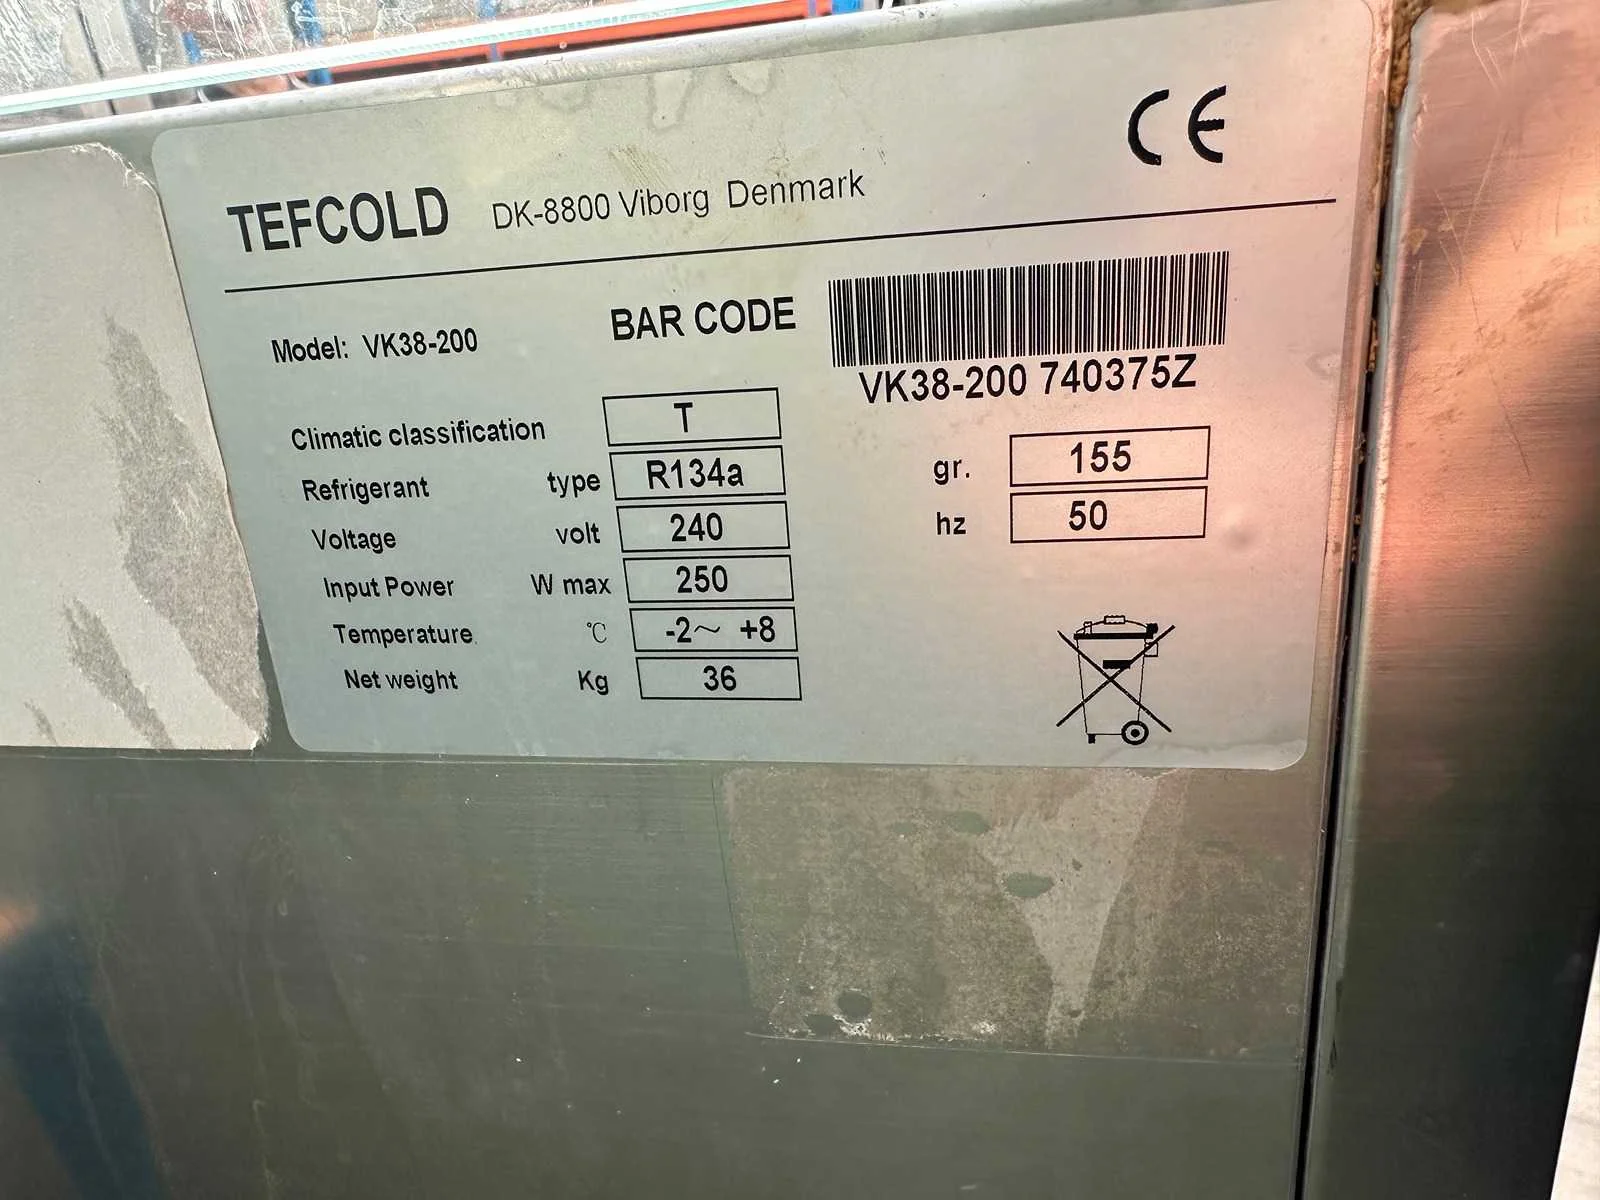 CE
TEFCOLD DK-8800 Viborg Denmark
Model: VK38-200 BAR CODE
VK38-200 740375Z
Climatic classification T
Refrigerant type R134a gr. 155
Voltage volt 240 hz 50
Input Power W max 250
Temperature °C -2~ +8
Net weight Kg 36